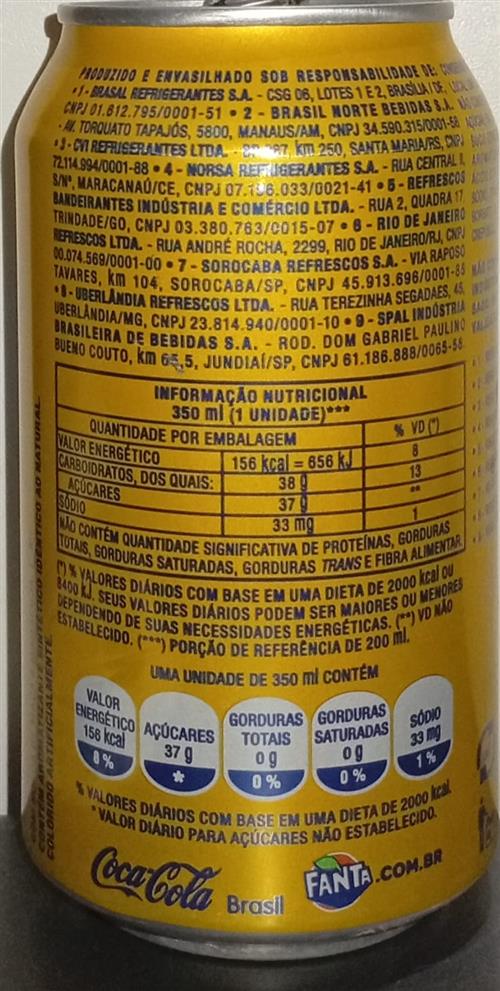 PRODUZIDO E ENVASILHADO SOB RESPONSABILIDADE DE:
• 1 - BRASAL REFRIGERANTES S.A. - CSG 06, LOTES 1 E 2, BRASÍLIA/DF,
CNPJ 01.612.795/0001-51 • 2 - BRASIL NORTE BEBIDAS S.A.
- AV. TORQUATO TAPAJÓS, 5800, MANAUS/AM, CNPJ 34.590.315/0001-58
• 3 - CVI REFRIGERANTES LTDA. - BR km 250, SANTA MARIA/RS, CNPJ
72.114.994/0001-88 • 4 - NORSA REFRIGERANTES S.A. - RUA CENTRAL I,
S/Nº, MARACANAÚ/CE, CNPJ 07.196.033/0021-41 • 5 - REFRESCOS
BANDEIRANTES INDÚSTRIA E COMÉRCIO LTDA. - RUA 2, QUADRA 17,
TRINDADE/GO, CNPJ 03.380.763/0015-07 • 6 - RIO DE JANEIRO
REFRESCOS LTDA. - RUA ANDRÉ ROCHA, 2299, RIO DE JANEIRO/RJ, CNPJ
00.074.569/0001-00 • 7 - SOROCABA REFRESCOS S.A. - VIA RAPOSO
TAVARES, km 104, SOROCABA/SP, CNPJ 45.913.696/0001-85
• 8 - UBERLÂNDIA REFRESCOS LTDA. - RUA TEREZINHA SEGADAES, 45,
UBERLÂNDIA/MG, CNPJ 23.814.940/0001-10 • 9 - SPAL INDÚSTRIA
BRASILEIRA DE BEBIDAS S.A. - ROD. DOM GABRIEL PAULINO
BUENO COUTO, km 65,5, JUNDIAÍ/SP, CNPJ 61.186.888/0065-58
INFORMAÇÃO NUTRICIONAL
350 ml (1 UNIDADE)***
QUANTIDADE POR EMBALAGEM % VD (*)
VALOR ENERGÉTICO 156 kcal = 656 kJ 8
CARBOIDRATOS, DOS QUAIS: 38 g 13
AÇÚCARES 37 g **
SÓDIO 33 mg 1
NÃO CONTÉM QUANTIDADE SIGNIFICATIVA DE PROTEÍNAS, GORDURAS
TOTAIS, GORDURAS SATURADAS, GORDURAS TRANS E FIBRA ALIMENTAR.
(*) % VALORES DIÁRIOS COM BASE EM UMA DIETA DE 2000 kcal OU
8400 kJ. SEUS VALORES DIÁRIOS PODEM SER MAIORES OU MENORES
DEPENDENDO DE SUAS NECESSIDADES ENERGÉTICAS. (**) VD NÃO
ESTABELECIDO. (***) PORÇÃO DE REFERÊNCIA DE 200 ml.
UMA UNIDADE DE 350 ml CONTÉM
VALOR ENERGÉTICO 156 kcal 8%
AÇÚCARES 37 g *
GORDURAS TOTAIS 0 g 0%
GORDURAS SATURADAS 0 g 0%
SÓDIO 33 mg 1%
% VALORES DIÁRIOS COM BASE EM UMA DIETA DE 2000 kcal.
*VALOR DIÁRIO PARA AÇÚCARES NÃO ESTABELECIDO.
Coca-Cola Brasil
FANTA.COM.BR
CONTÉM AROMATIZANTE SINTÉTICO IDÊNTICO AO NATURAL.
COLORIDO ARTIFICIALMENTE.